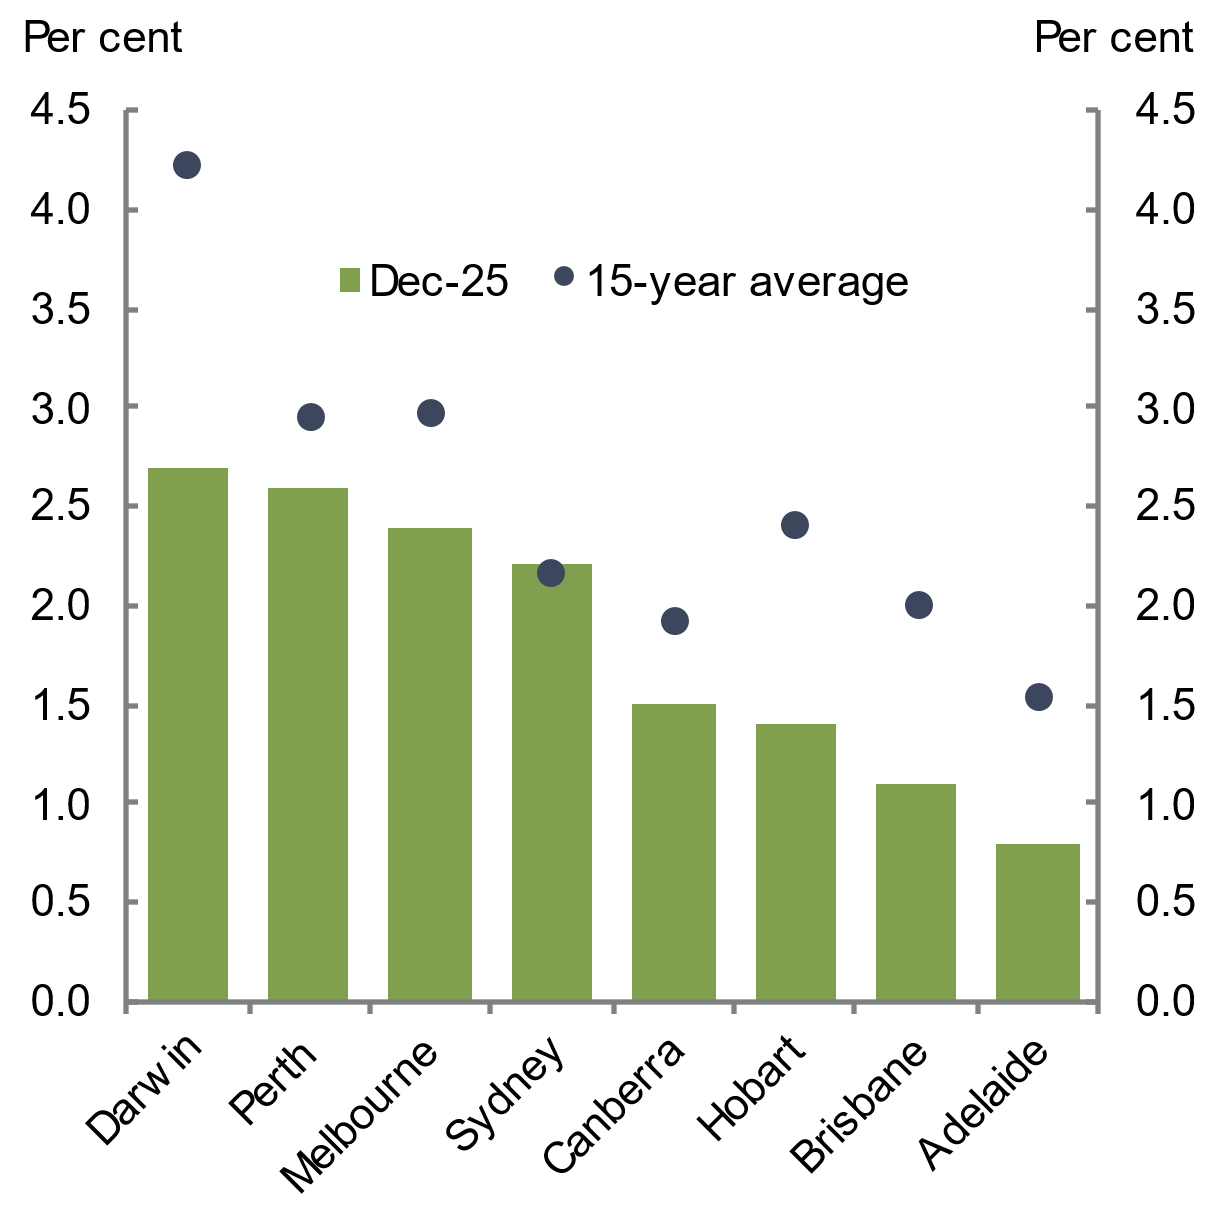 Per cent Per cent
4.5 4.5
4.0 4.0
Dec-25 15-year average
3.5 3.5
3.0 3.0
2.5 2.5
2.0 2.0
1.5 1.5
1.0 1.0
0.5 0.5
0.0 0.0
Darwin
Perth
Melbourne
Sydney
Canberra
Hobart
Brisbane
Adelaide